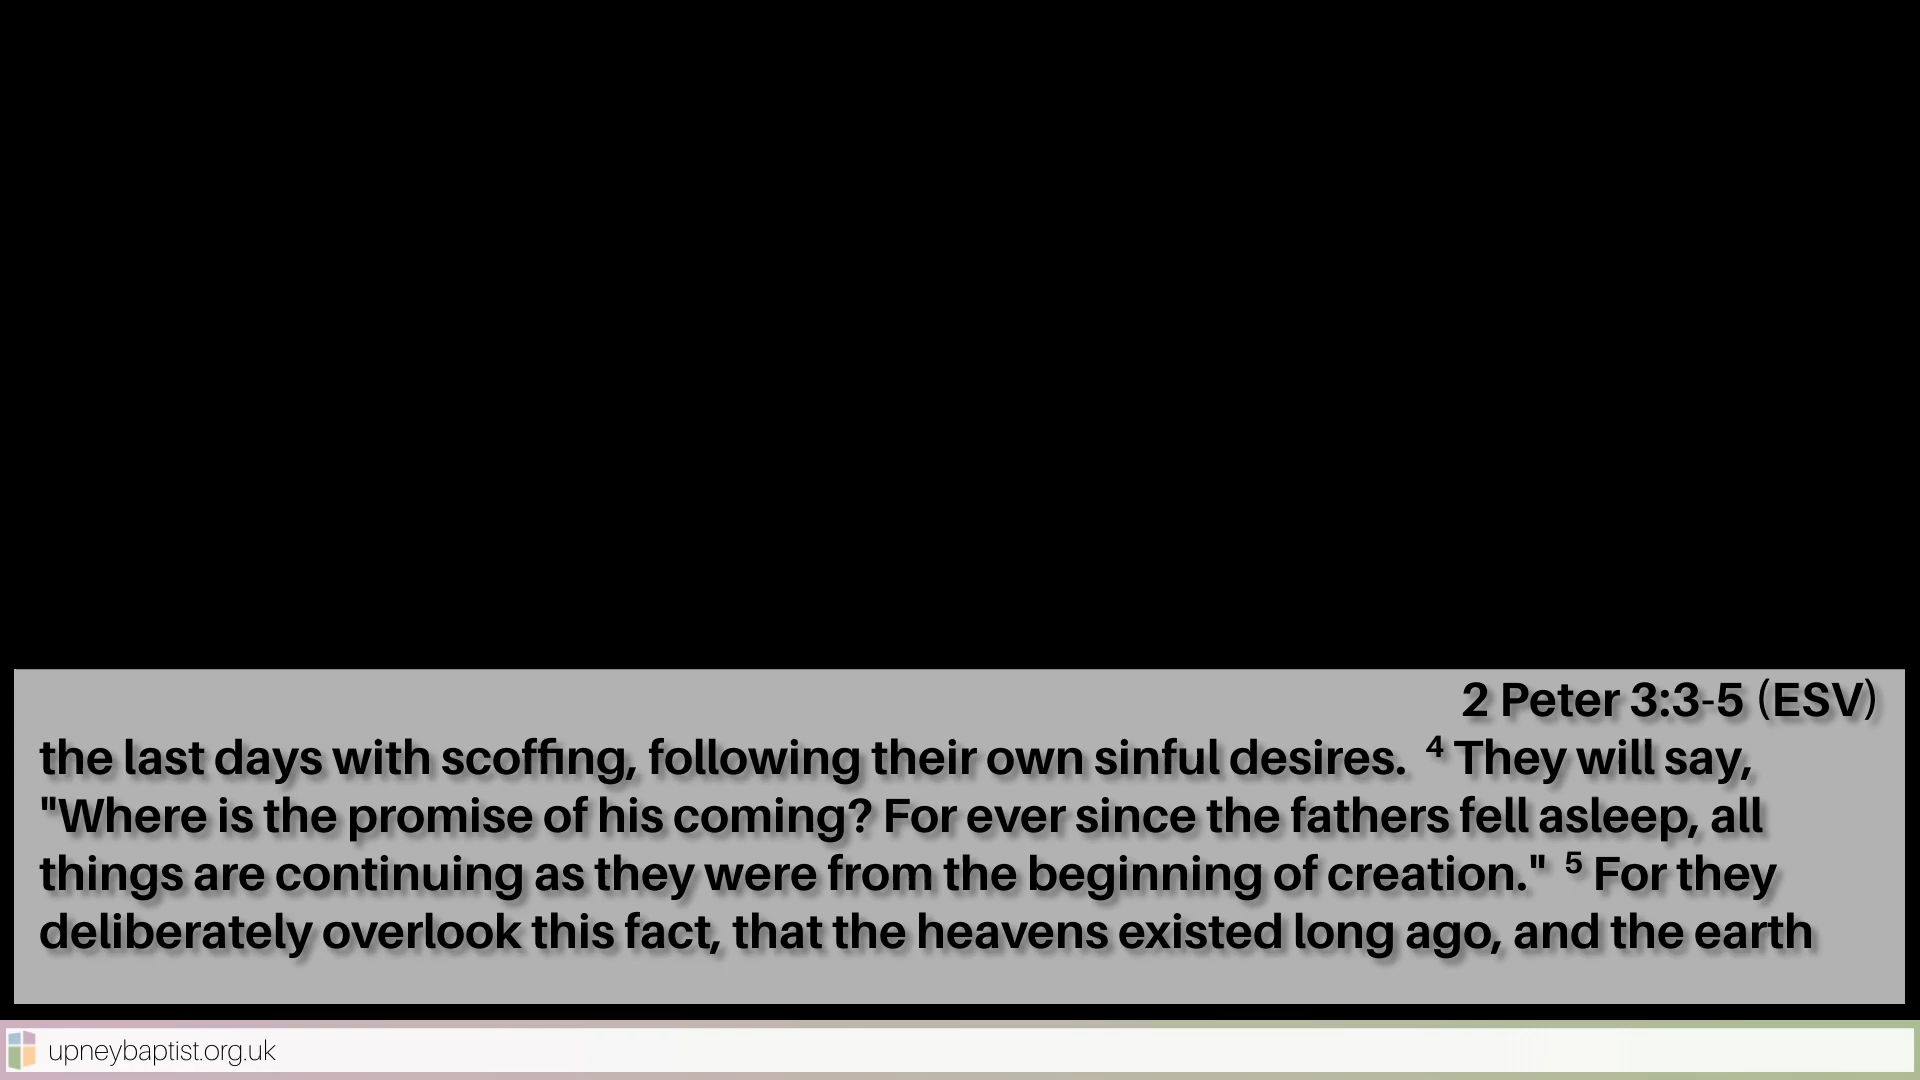 2 Peter 3:3-5 (ESV)
the last days with scoffing, following their own sinful desires. ⁴ They will say,
"Where is the promise of his coming? For ever since the fathers fell asleep, all
things are continuing as they were from the beginning of creation." ⁵ For they
deliberately overlook this fact, that the heavens existed long ago, and the earth
upneybaptist.org.uk